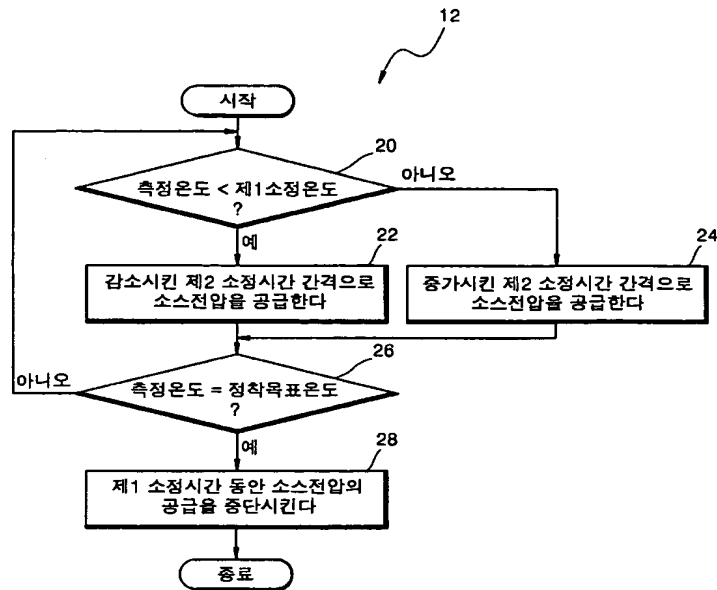 12
시작
20
측정온도 < 제1소정온도
?
아니오
예
22
감소시킨 제2 소정시간 간격으로
소스전압을 공급한다
24
증가시킨 제2 소정시간 간격으로
소스전압을 공급한다
26
아니오
측정온도 = 정착목표온도
?
예
28
제1 소정시간 동안 소스전압의
공급을 중단시킨다
종료